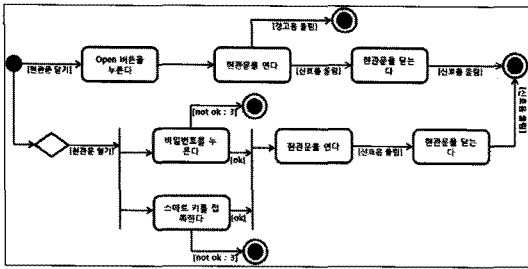 [경고음 울림]
Open 버튼을
누른다
현관문을 연다
현관문을 닫는
다
[현관문 닫기]
[신호음 울림]
[신호음 울림]
[신호음 울림]
[not ok : 3]
비밀번호를 누
른다
현관문을 연다
현관문을 닫는
다
[현관문 열기]
[ok]
[신호음 울림]
스마트 키를 접
촉한다
[ok]
[not ok : 3]